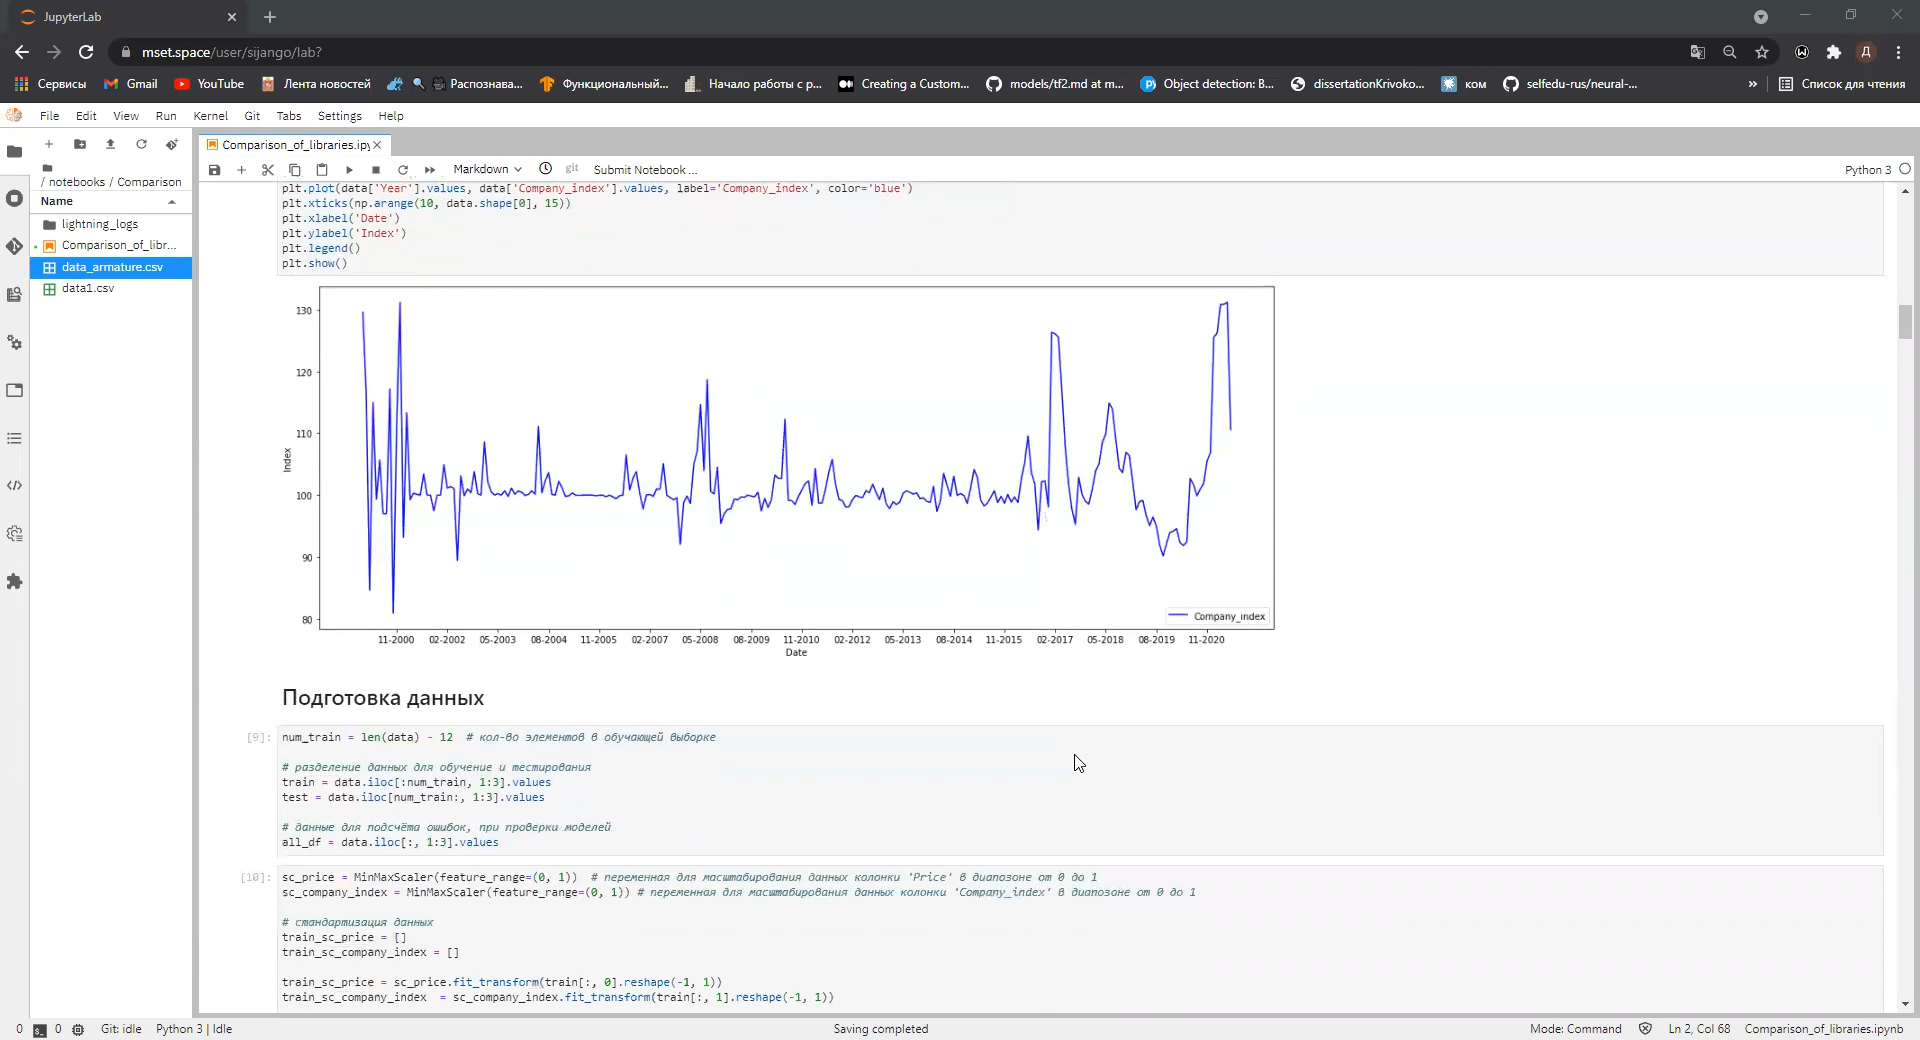 JupyterLab
mset.space/user/sijango/lab?
Сервисы
Gmail
YouTube
Лента новостей
Распознава...
Функциональный...
Начало работы с р...
Creating a Custom...
models/tf2.md at m...
Object detection: B...
dissertationKrivoko...
ком
selfedu-rus/neural-...
»
Список для чтения
File Edit View Run Kernel Git Tabs Settings Help
Comparison_of_libraries.ipy
Markdown
git
Submit Notebook ...
Python 3
/ notebooks / Comparison
Name
lightning_logs
Comparison_of_libr...
data_armature.csv
data1.csv
plt.plot(data['Year'].values, data['Company_index'].values, label='Company_index', color='blue')
plt.xticks(np.arange(10, data.shape[0], 15))
plt.xlabel('Date')
plt.ylabel('Index')
plt.legend()
plt.show()
130
120
110
100
90
80
Index
Company_index
11-2000 02-2002 05-2003 08-2004 11-2005 02-2007 05-2008 08-2009 11-2010 02-2012 05-2013 08-2014 11-2015 02-2017 05-2018 08-2019 11-2020
Date
Подготовка данных
[9]:
num_train = len(data) - 12 # кол-во элементов в обучающей выборке
# разделение данных для обучение и тестирования
train = data.iloc[:num_train, 1:3].values
test = data.iloc[num_train:, 1:3].values
# данные для подсчёта ошибок, при проверки моделей
all_df = data.iloc[:, 1:3].values
[10]:
sc_price = MinMaxScaler(feature_range=(0, 1)) # переменная для масштабирования данных колонки 'Price' в диапозоне от 0 до 1
sc_company_index = MinMaxScaler(feature_range=(0, 1)) # переменная для масштабирования данных колонки 'Company_index' в диапозоне от 0 до 1
# стандартизация данных
train_sc_price = []
train_sc_company_index = []
train_sc_price = sc_price.fit_transform(train[:, 0].reshape(-1, 1))
train_sc_company_index = sc_company_index.fit_transform(train[:, 1].reshape(-1, 1))
0
0
Git: idle
Python 3 | Idle
Saving completed
Mode: Command
Ln 2, Col 68
Comparison_of_libraries.ipynb